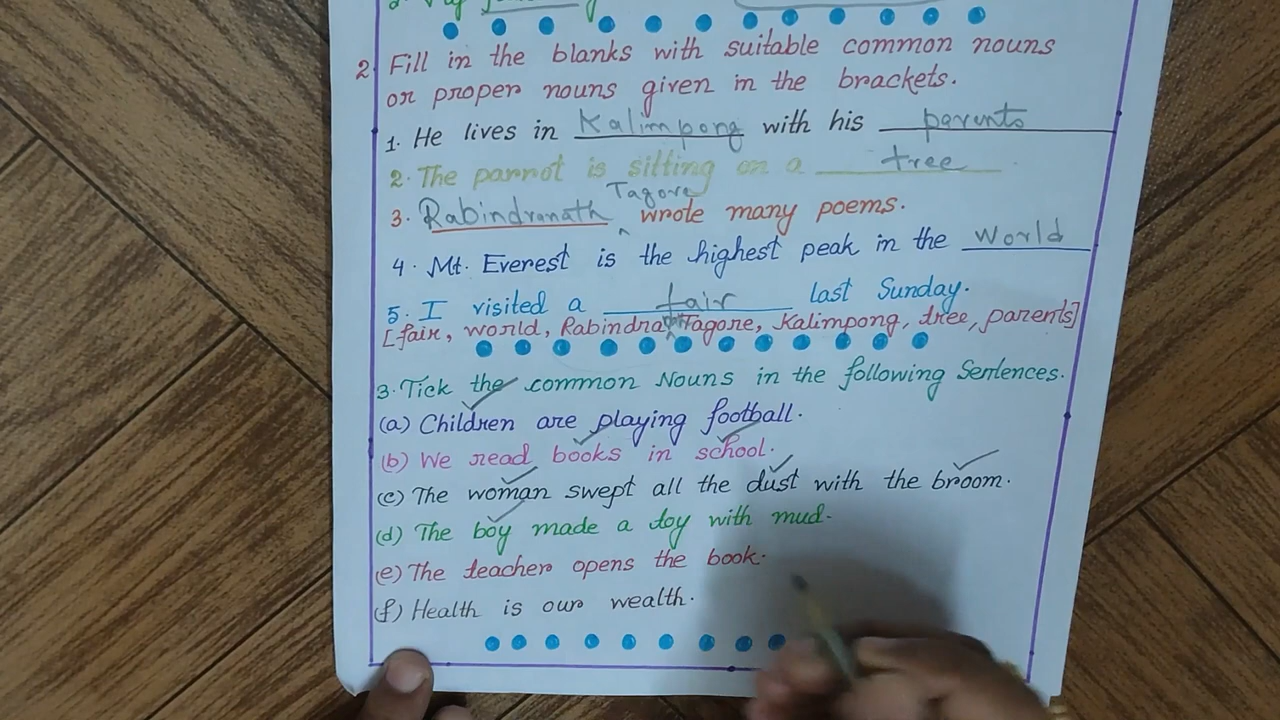 2. Fill in the blanks with suitable common nouns
or proper nouns given in the brackets.
1. He lives in Kalimpong with his parents
2. The parrot is sitting on a tree
3. Rabindranath Tagore wrote many poems.
4. Mt. Everest is the highest peak in the world
5. I visited a fair last Sunday.
[fair, world, Rabindra Tagore, Kalimpong, tree, parents]
3. Tick the common Nouns in the following Sentences.
(a) Children are playing football.
(b) We read books in school.
(c) The woman swept all the dust with the broom.
(d) The boy made a toy with mud.
(e) The teacher opens the book.
(f) Health is our wealth.